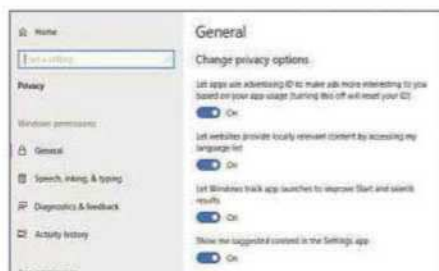 Home
Find a setting
Privacy
Windows permissions
General
Speech, inking, & typing
Diagnostics & feedback
Activity history
General
Change privacy options
Let apps use advertising ID to make ads more interesting to you
based on your app usage (turning this off will reset your ID)
On
Let websites provide locally relevant content by accessing my
language list
On
Let Windows track app launches to improve Start and search
results
On
Show me suggested content in the Settings app
On